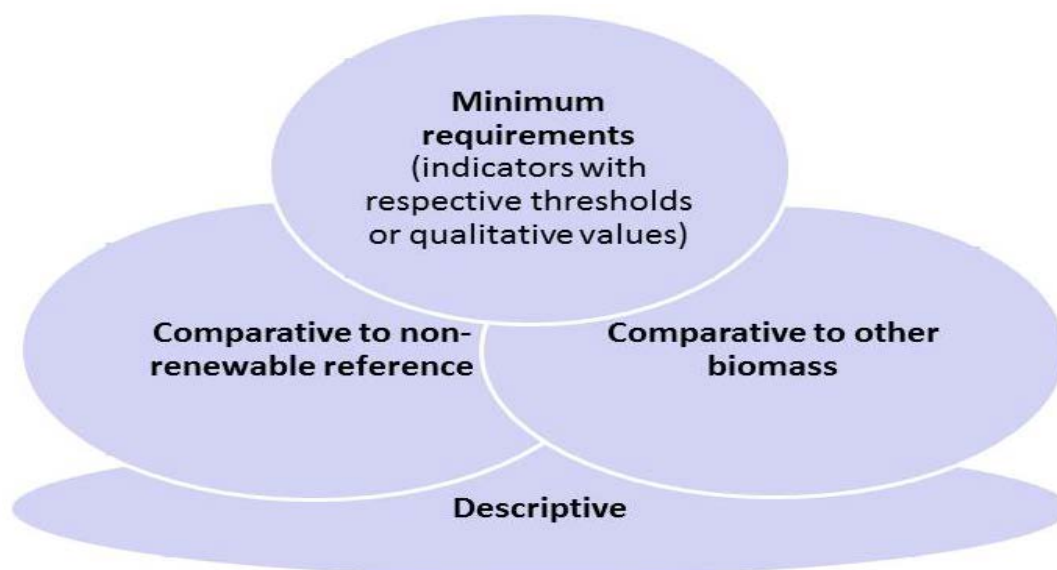 Minimum
requirements
(indicators with
respective thresholds
or qualitative values)
Comparative to non-
renewable reference
Comparative to other
biomass
Descriptive